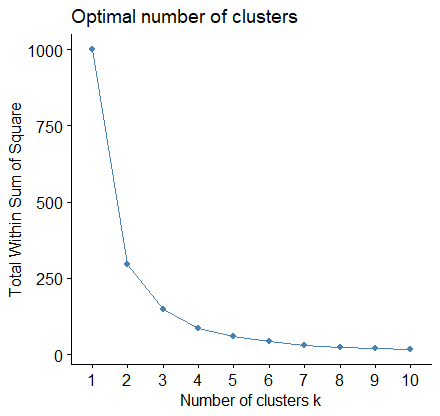 Optimal number of clusters
Total Within Sum of Square
1000
750
500
250
0
1 2 3 4 5 6 7 8 9 10
Number of clusters k